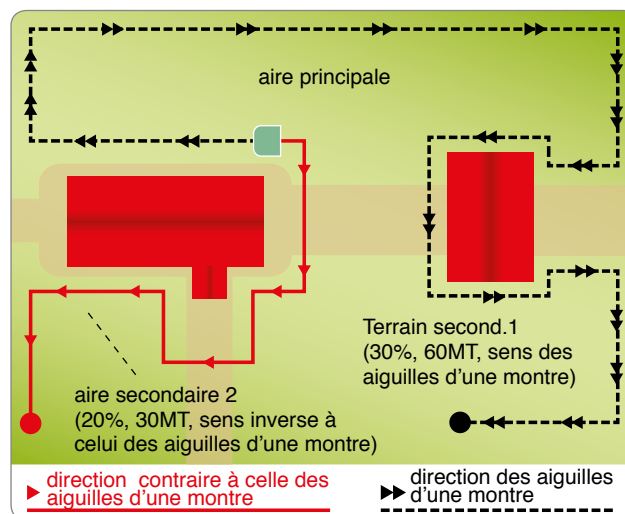 aire principale
Terrain second.1
(30%, 60MT, sens des
aiguilles d'une montre)
aire secondaire 2
(20%, 30MT, sens inverse à
celui des aiguilles d'une montre)
direction contraire à celle des
aiguilles d'une montre
direction des aiguilles
d'une montre